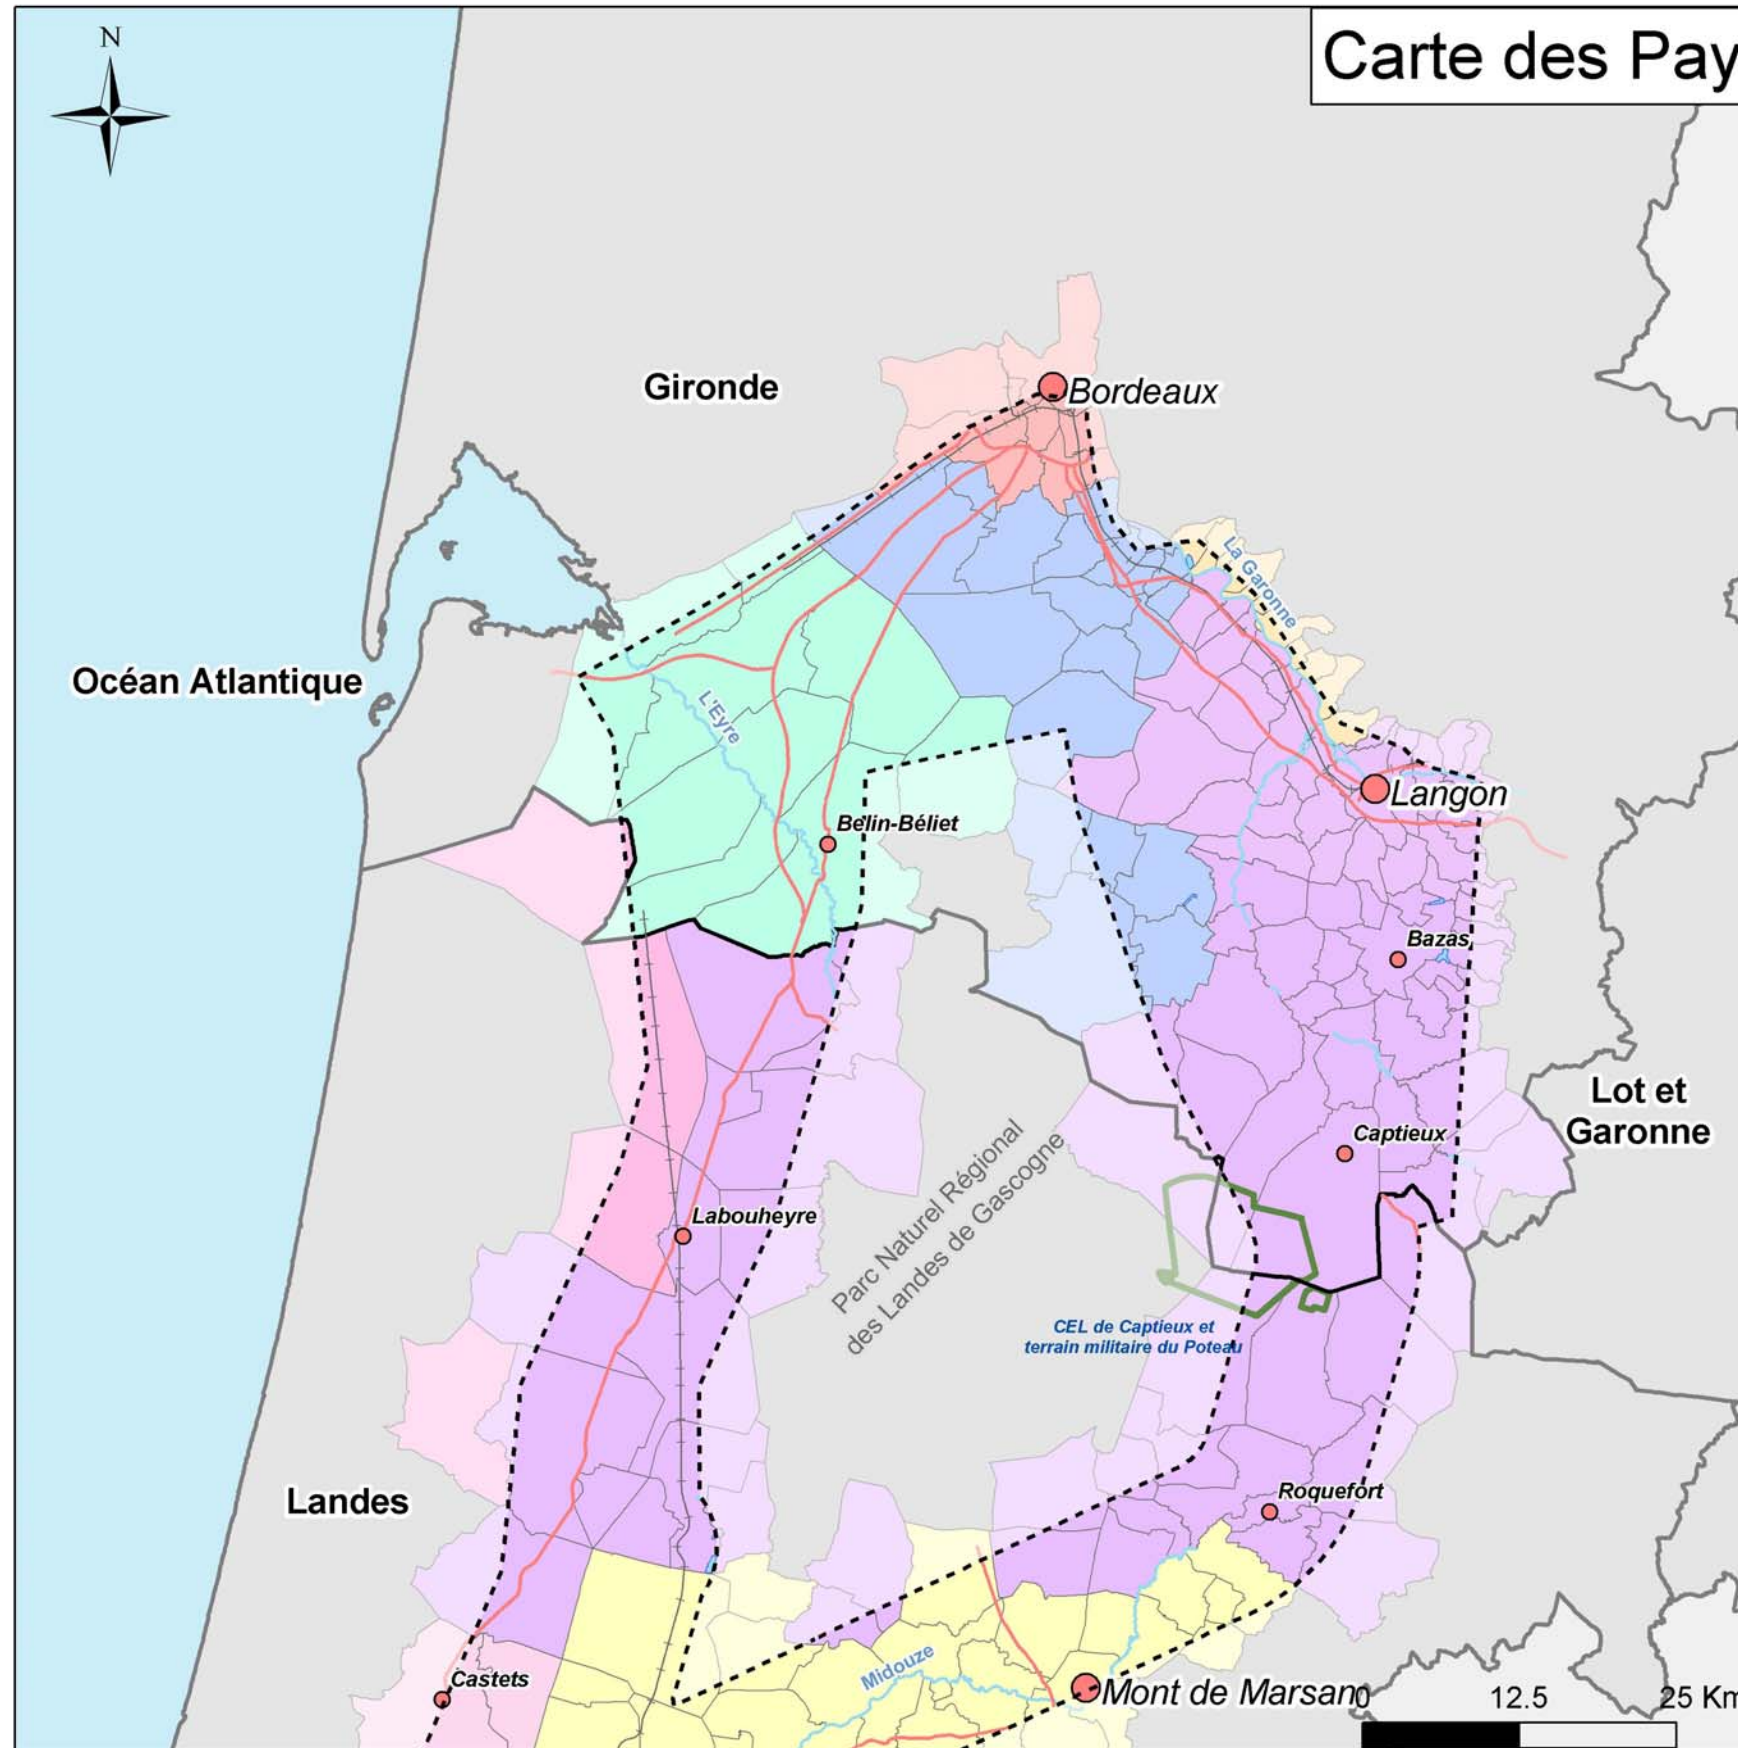 N
Carte des Pay
Bordeaux
Gironde
La Garonne
Océan Atlantique
L'Eyre
Langon
Belin-Béliet
Bazas
Lot et
Garonne
Captieux
Parc Naturel Régional
des Landes de Gascogne
Labouheyre
CEL de Captieux et
terrain militaire du Poteau
Landes
Roquefort
Midouze
Castets
Mont de Marsan
0 12.5 25 Km